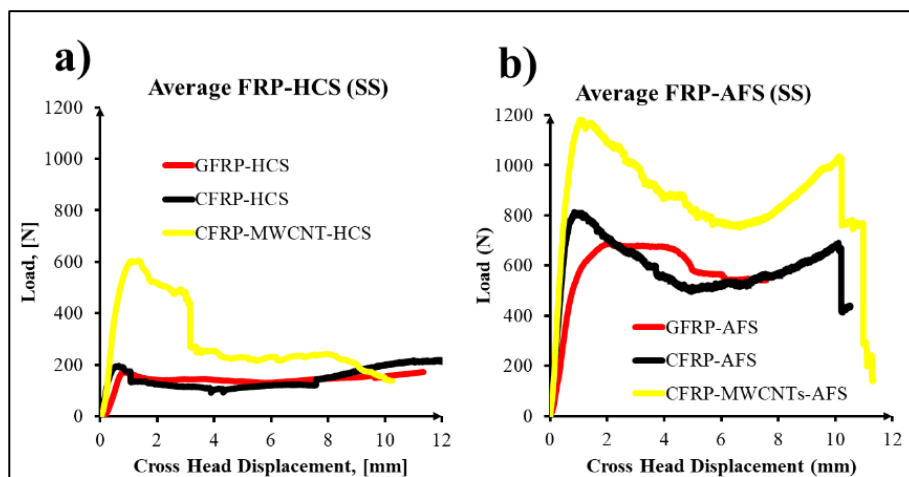 a)
Average FRP-HCS (SS)
1200
1000
800
600
400
200
0
Load, [N]
GFRP-HCS
CFRP-HCS
CFRP-MWCNT-HCS
0 2 4 6 8 10 12
Cross Head Displacement, [mm]
b)
Average FRP-AFS (SS)
1200
1000
800
600
400
200
0
Load (N)
GFRP-AFS
CFRP-AFS
CFRP-MWCNTs-AFS
0 2 4 6 8 10 12
Cross Head Displacement (mm)